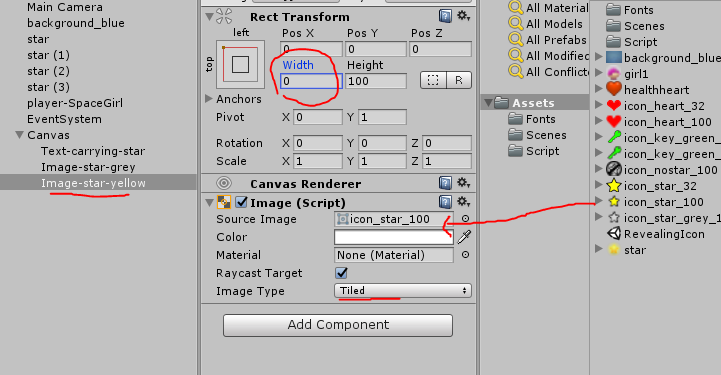 Main Camera
background_blue
star
star (1)
star (2)
star (3)
player-SpaceGirl
EventSystem
Canvas
Text-carrying-star
Image-star-grey
Image-star-yellow
Rect Transform
left
Pos X
Pos Y
Pos Z
top
0
0
0
Width
Height
0
100
R
Anchors
Pivot
X 0
Y 1
Rotation
X 0
Y 0
Z 0
Scale
X 1
Y 1
Z 1
Canvas Renderer
Image (Script)
Source Image
icon_star_100
Color
Material
None (Material)
Raycast Target
Image Type
Tiled
Add Component
All Material
All Models
All Prefabs
All Modified
All Conflict
Assets
Fonts
Scenes
Script
Fonts
Scenes
Script
background_blue
girl1
healthheart
icon_heart_32
icon_heart_100
icon_key_green_
icon_key_green_
icon_nostar_100
icon_star_32
icon_star_100
icon_star_grey_1
RevealingIcon
star